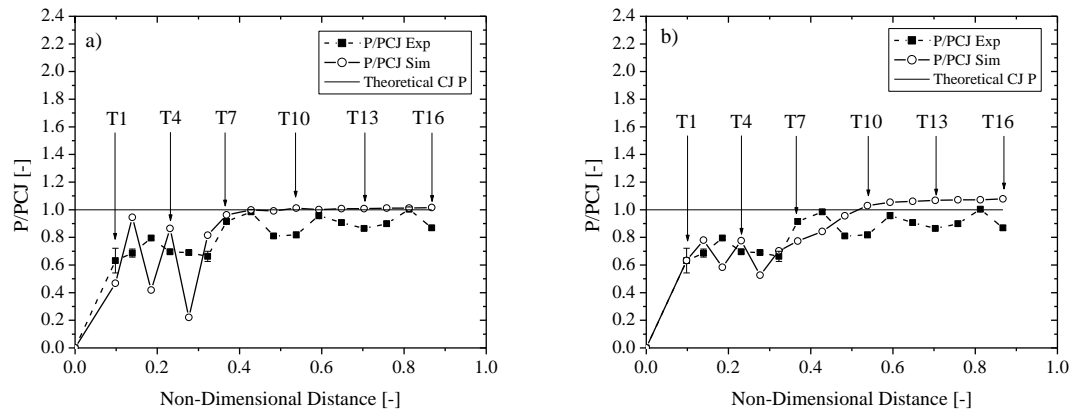 a)
P/PCJ Exp
P/PCJ Sim
Theoretical CJ P
T1 T4 T7 T10 T13 T16
2.4
2.2
2.0
1.8
1.6
1.4
1.2
1.0
0.8
0.6
0.4
0.2
0.0
P/PCJ [-]
0.0 0.2 0.4 0.6 0.8 1.0
Non-Dimensional Distance [-]
b)
P/PCJ Exp
P/PCJ Sim
Theoretical CJ P
T1 T4 T7 T10 T13 T16
2.4
2.2
2.0
1.8
1.6
1.4
1.2
1.0
0.8
0.6
0.4
0.2
0.0
P/PCJ [-]
0.0 0.2 0.4 0.6 0.8 1.0
Non-Dimensional Distance [-]